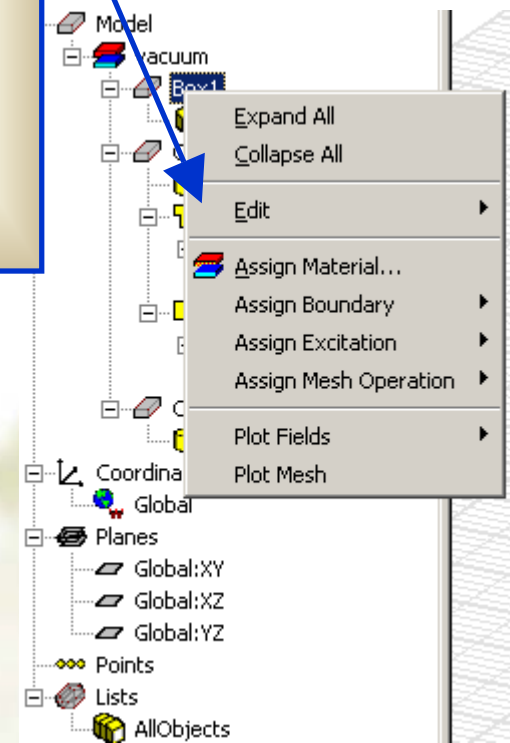 Model
vacuum
Box1
Expand All
Collapse All
Edit
Assign Material...
Assign Boundary
Assign Excitation
Assign Mesh Operation
Plot Fields
Plot Mesh
Coordina
Global
Planes
Global:XY
Global:XZ
Global:YZ
Points
Lists
AllObjects